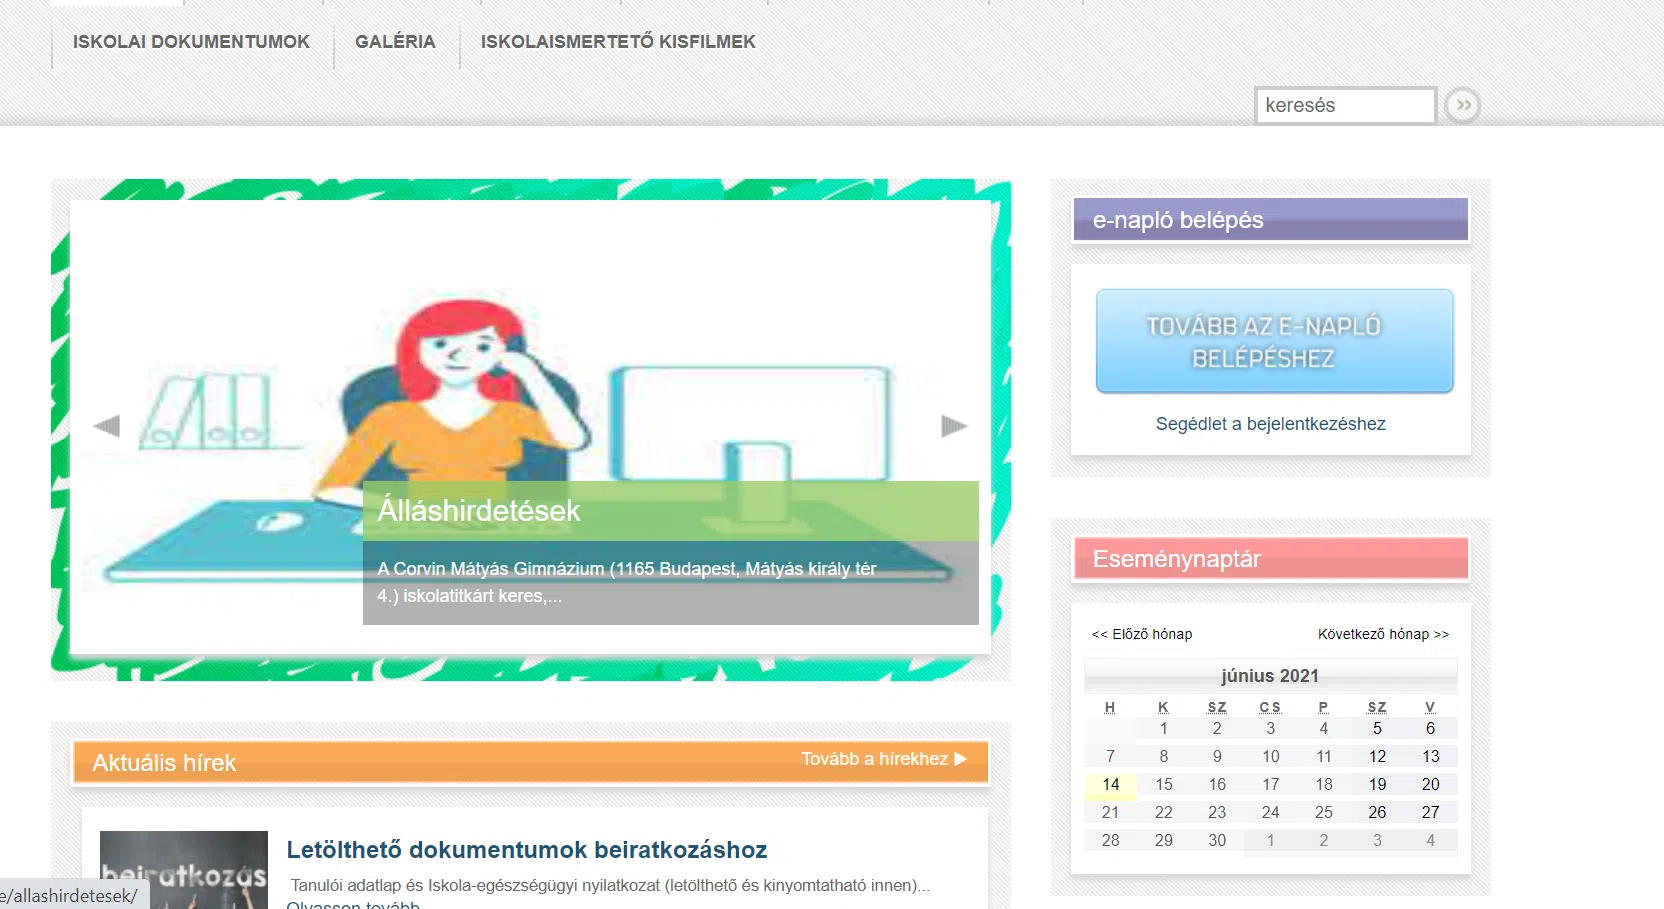 ISKOLAI DOKUMENTUMOK
GALÉRIA
ISKOLAISMERTETŐ KISFILMEK
keresés
»
Álláshirdetések
A Corvin Mátyás Gimnázium (1165 Budapest, Mátyás király tér
4.) iskolatitkárt keres,...
Aktuális hírek
Tovább a hírekhez ▶
beiratkozás
Letölthető dokumentumok beiratkozáshoz
Tanulói adatlap és Iskola-egészségügyi nyilatkozat (letölthető és kinyomtatható innen)...
Olvasson tovább
e/allashirdetesek/
e-napló belépés
TOVÁBB AZ E-NAPLÓ
BELÉPÉSHEZ
Segédlet a bejelentkezéshez
Eseménynaptár
<< Előző hónap
Következő hónap >>
június 2021
H K SZ CS P SZ V
1 2 3 4 5 6
7 8 9 10 11 12 13
14 15 16 17 18 19 20
21 22 23 24 25 26 27
28 29 30 1 2 3 4